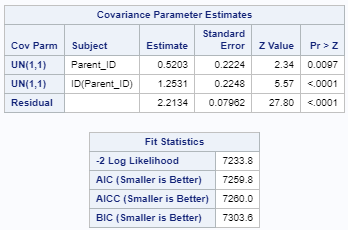 Covariance Parameter Estimates
Cov Parm Subject Estimate Standard Error Z Value Pr > Z
UN(1,1) Parent_ID 0.5203 0.2224 2.34 0.0097
UN(1,1) ID(Parent_ID) 1.2531 0.2248 5.57 <.0001
Residual 2.2134 0.07962 27.80 <.0001
Fit Statistics
-2 Log Likelihood 7233.8
AIC (Smaller is Better) 7259.8
AICC (Smaller is Better) 7260.0
BIC (Smaller is Better) 7303.6